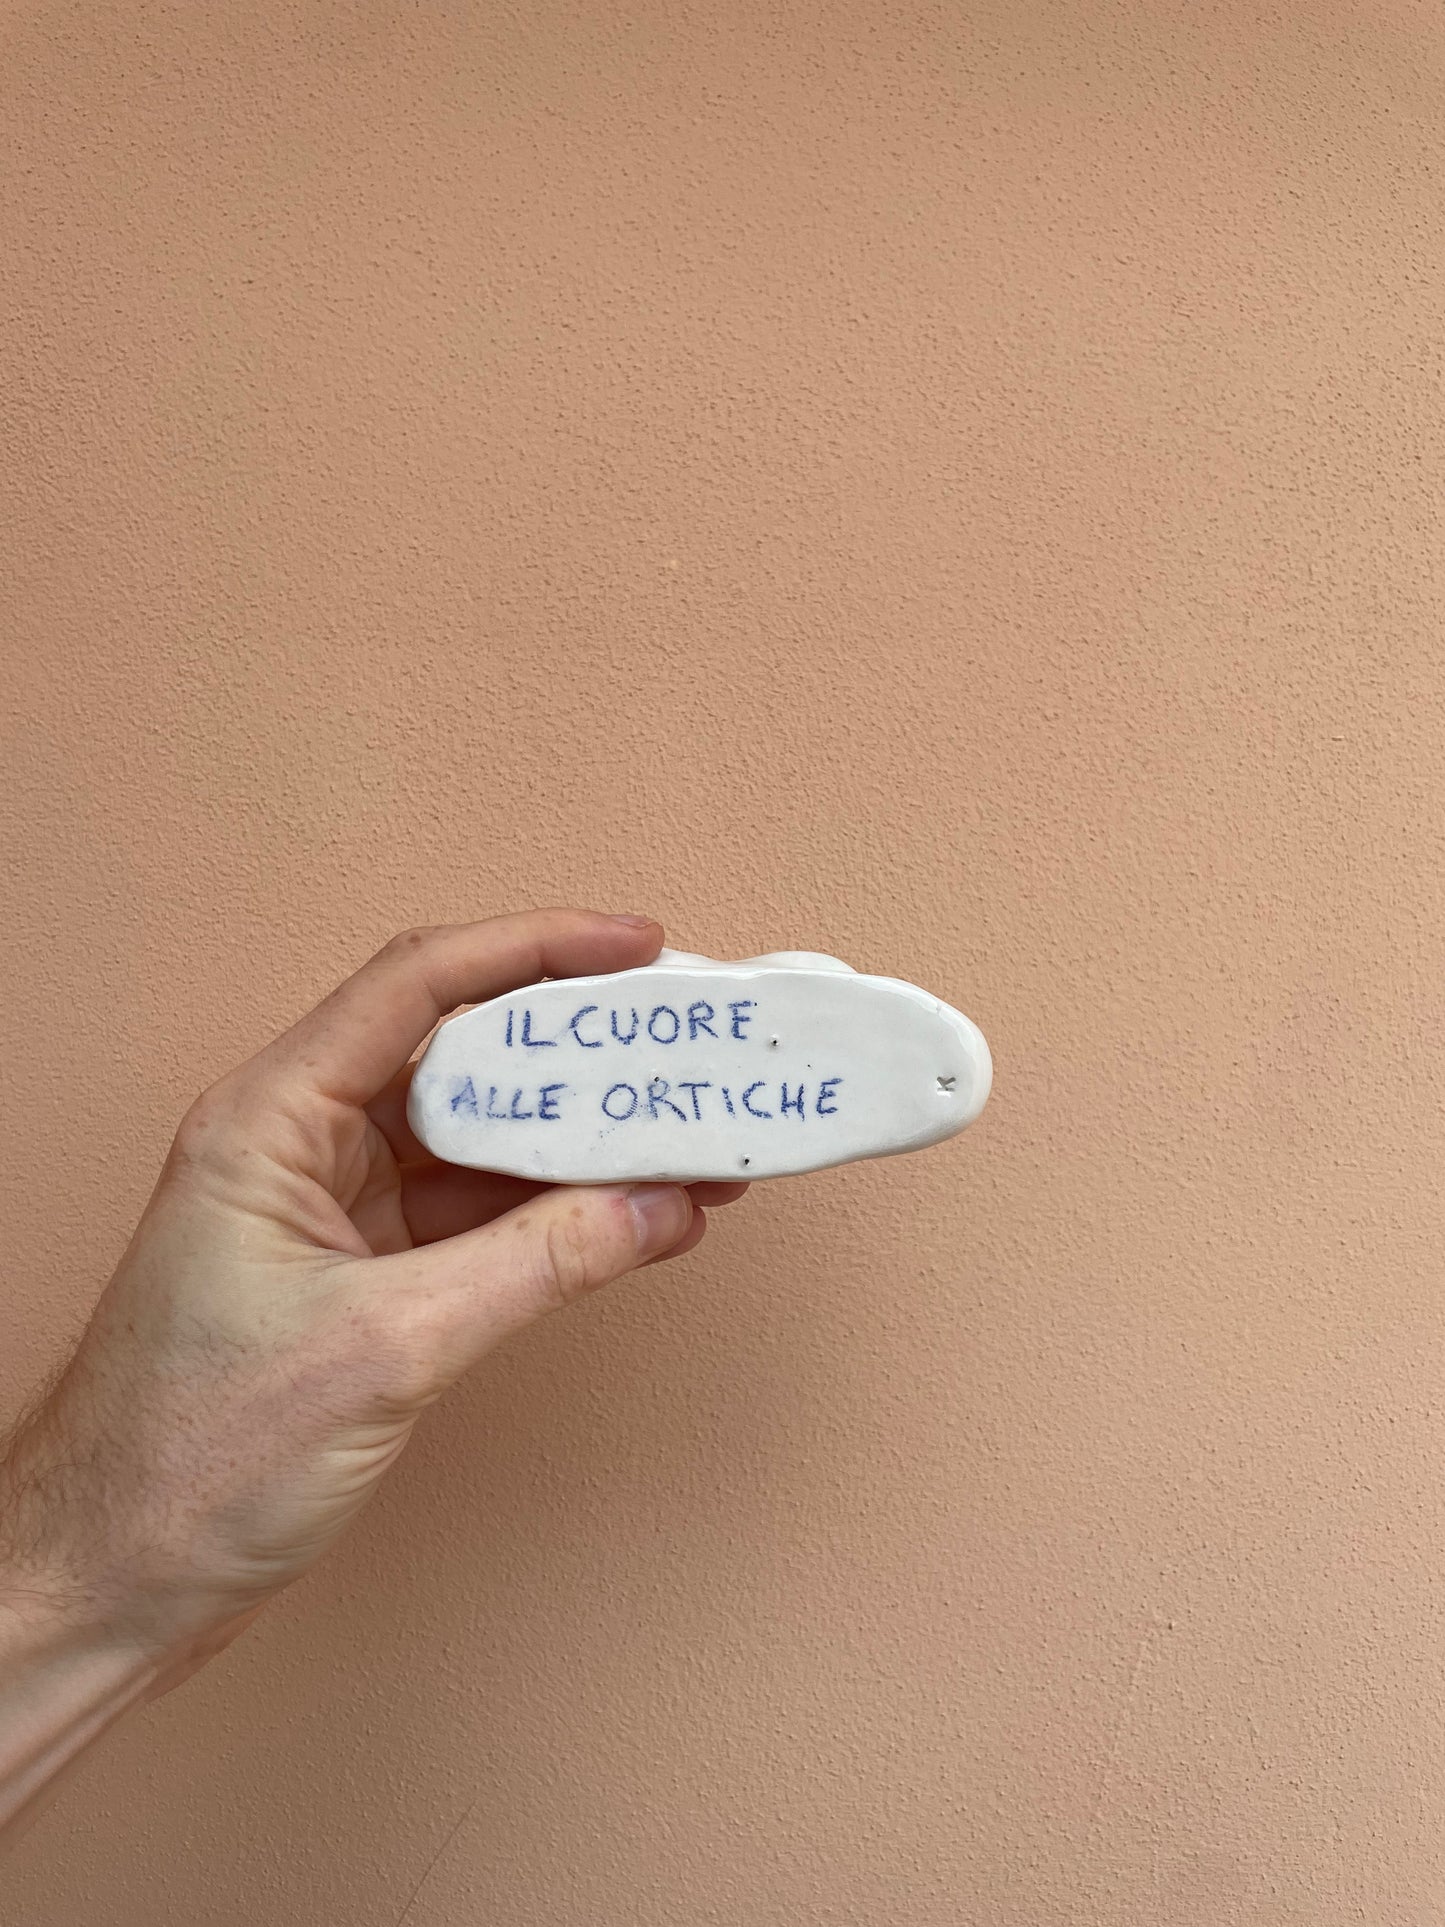 IL CUORE
ALLE ORTICHE
K